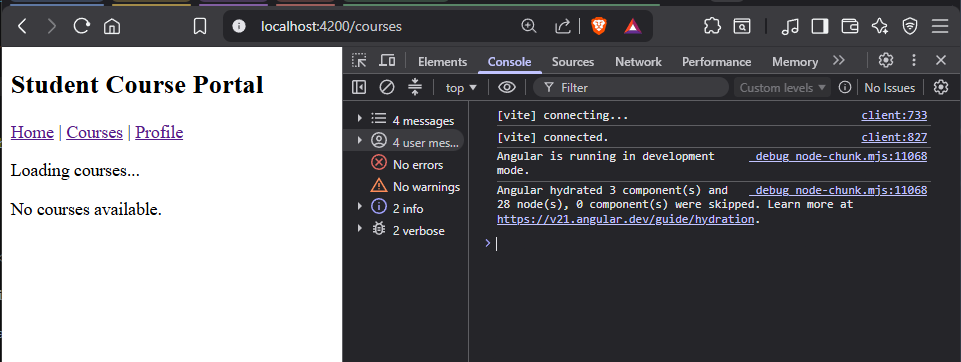 localhost:4200/courses
Student Course Portal
Home | Courses | Profile
Loading courses...
No courses available.
Elements Console Sources Network Performance Memory
top Filter Custom levels No Issues
4 messages
4 user mes...
No errors
No warnings
2 info
2 verbose
[vite] connecting... client:733
[vite] connected. client:827
Angular is running in development _debug_node-chunk.mjs:11068
mode.
Angular hydrated 3 component(s) and _debug_node-chunk.mjs:11068
28 node(s), 0 component(s) were skipped. Learn more at
https://v21.angular.dev/guide/hydration.